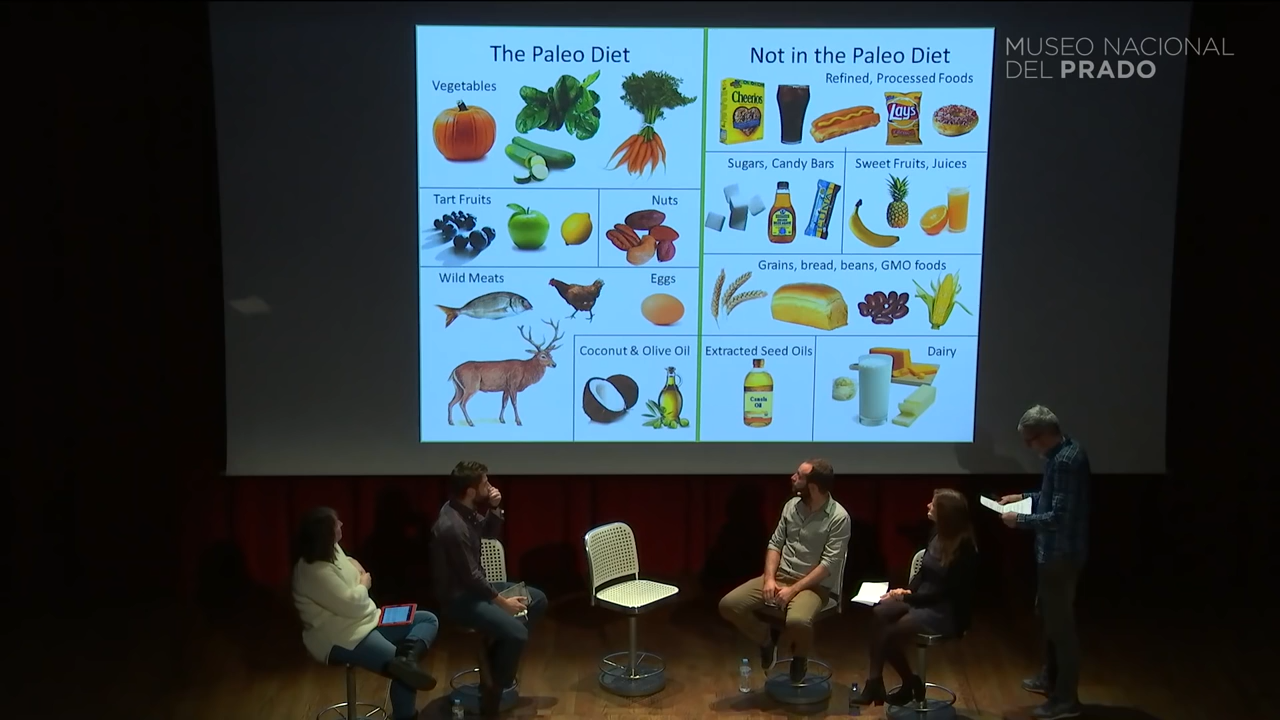 The Paleo Diet
Vegetables
Tart Fruits
Nuts
Wild Meats
Eggs
Coconut & Olive Oil
Not in the Paleo Diet
Refined, Processed Foods
Cheerios
Lay's
Sugars, Candy Bars
Sweet Fruits, Juices
Grains, bread, beans, GMO foods
Extracted Seed Oils
Canola
Oil
Dairy
MUSEO NACIONAL
DEL PRADO